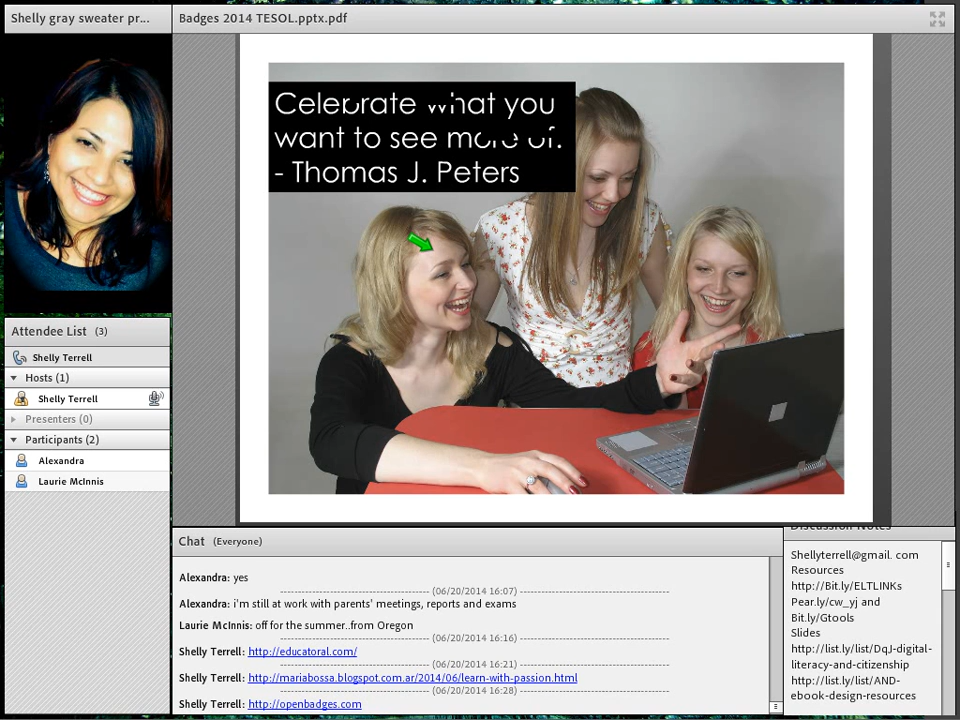 Shelly gray sweater pr...
Badges 2014 TESOL.pptx.pdf
Celebrate what you
want to see more of.
- Thomas J. Peters
Attendee List (3)
Shelly Terrell
Hosts (1)
Shelly Terrell
Presenters (0)
Participants (2)
Alexandra
Laurie McInnis
Chat (Everyone)
Alexandra: yes
(06/20/2014 16:07)
Alexandra: i'm still at work with parents' meetings, reports and exams
Laurie McInnis: off for the summer..from Oregon
(06/20/2014 16:16)
Shelly Terrell: http://educatoral.com/
(06/20/2014 16:21)
Shelly Terrell: http://mariabossa.blogspot.com.ar/2014/06/learn-with-passion.html
(06/20/2014 16:28)
Shelly Terrell: http://openbadges.com
Discussion Notes
Shellyterrell@gmail. com
Resources
http://Bit.ly/ELTLINKs
Pear.ly/cw_yj and
Bit.ly/Gtools
Slides
http://list.ly/list/DqJ-digital-
literacy-and-citizenship
http://list.ly/list/AND-
ebook-design-resources